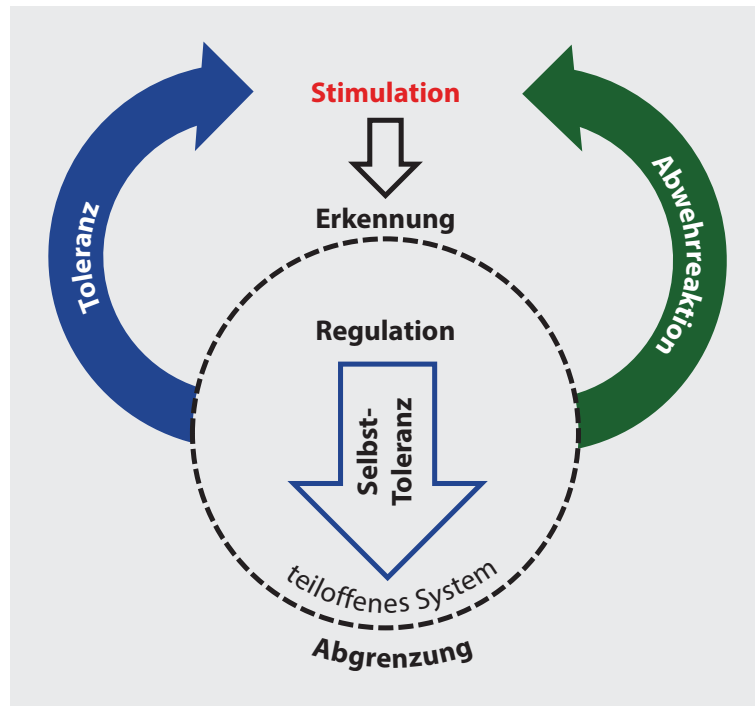 Stimulation
Toleranz
Abwehrreaktion
Erkennung
Regulation
Selbst-
Toleranz
teiloffenes System
Abgrenzung